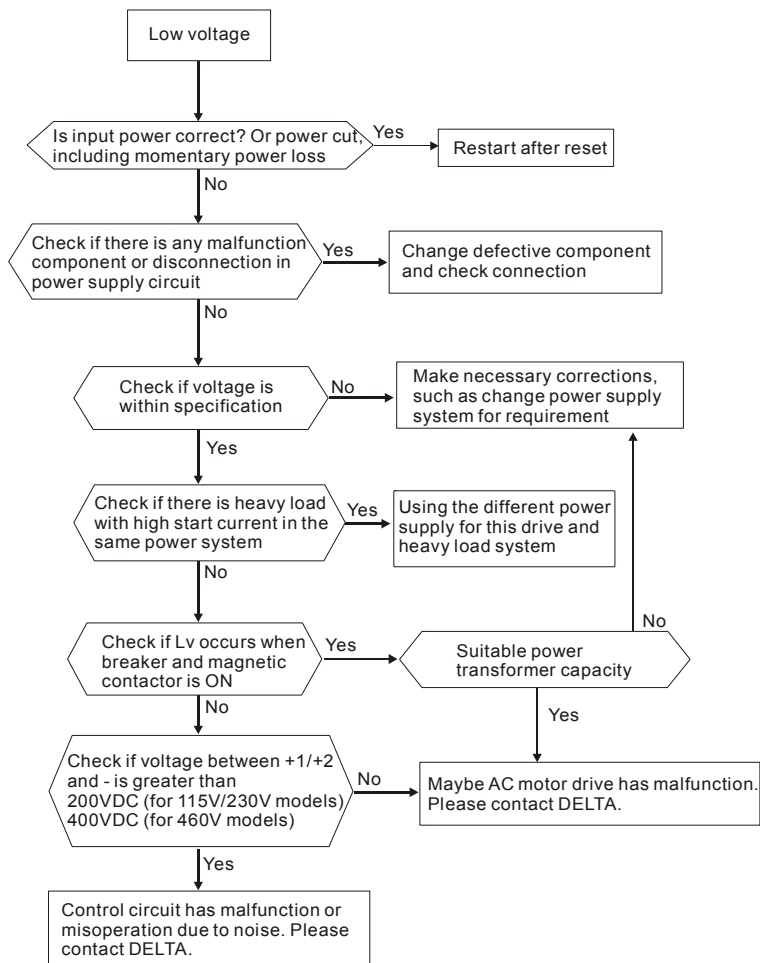 Low voltage
Is input power correct? Or power cut,
including momentary power loss
Yes
Restart after reset
No
Check if there is any malfunction
component or disconnection in
power supply circuit
Yes
Change defective component
and check connection
No
Check if voltage is
within specification
No
Make necessary corrections,
such as change power supply
system for requirement
Yes
Check if there is heavy load
with high start current in the
same power system
Yes
Using the different power
supply for this drive and
heavy load system
No
Check if Lv occurs when
breaker and magnetic
contactor is ON
Yes
Suitable power
transformer capacity
No
Yes
No
Check if voltage between +1/+2
and - is greater than
200VDC (for 115V/230V models)
400VDC (for 460V models)
No
Maybe AC motor drive has malfunction.
Please contact DELTA.
Yes
Control circuit has malfunction or
misoperation due to noise. Please
contact DELTA.